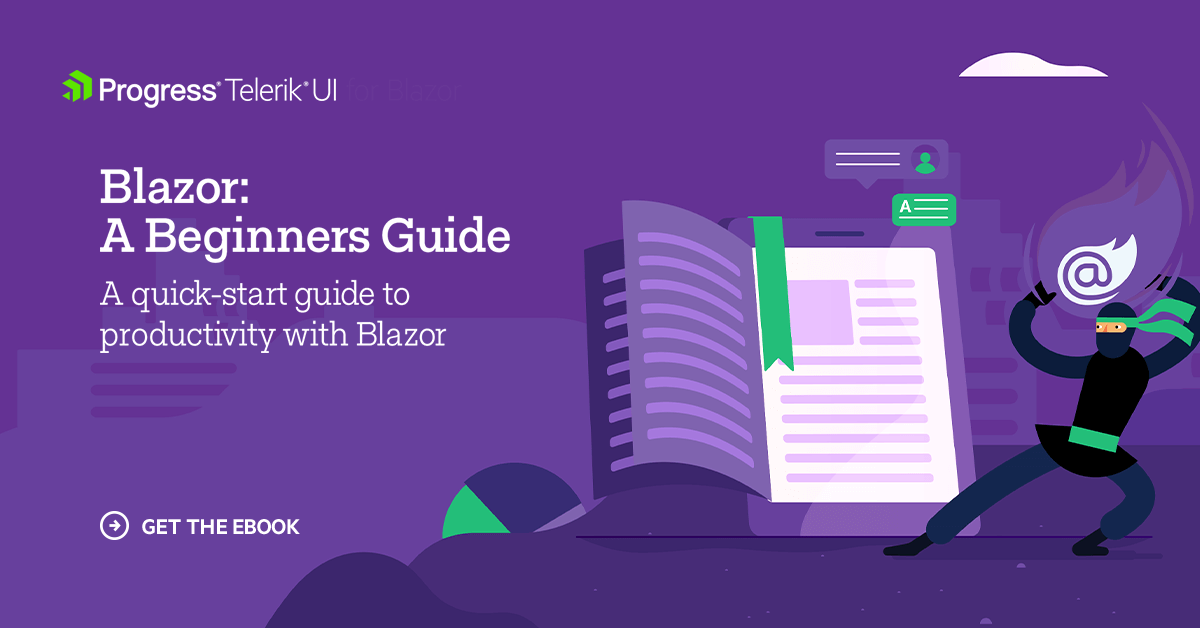 Progress® Telerik® UI for Blazor
Blazor:
A Beginners Guide
A quick-start guide to
productivity with Blazor
GET THE EBOOK
A
@